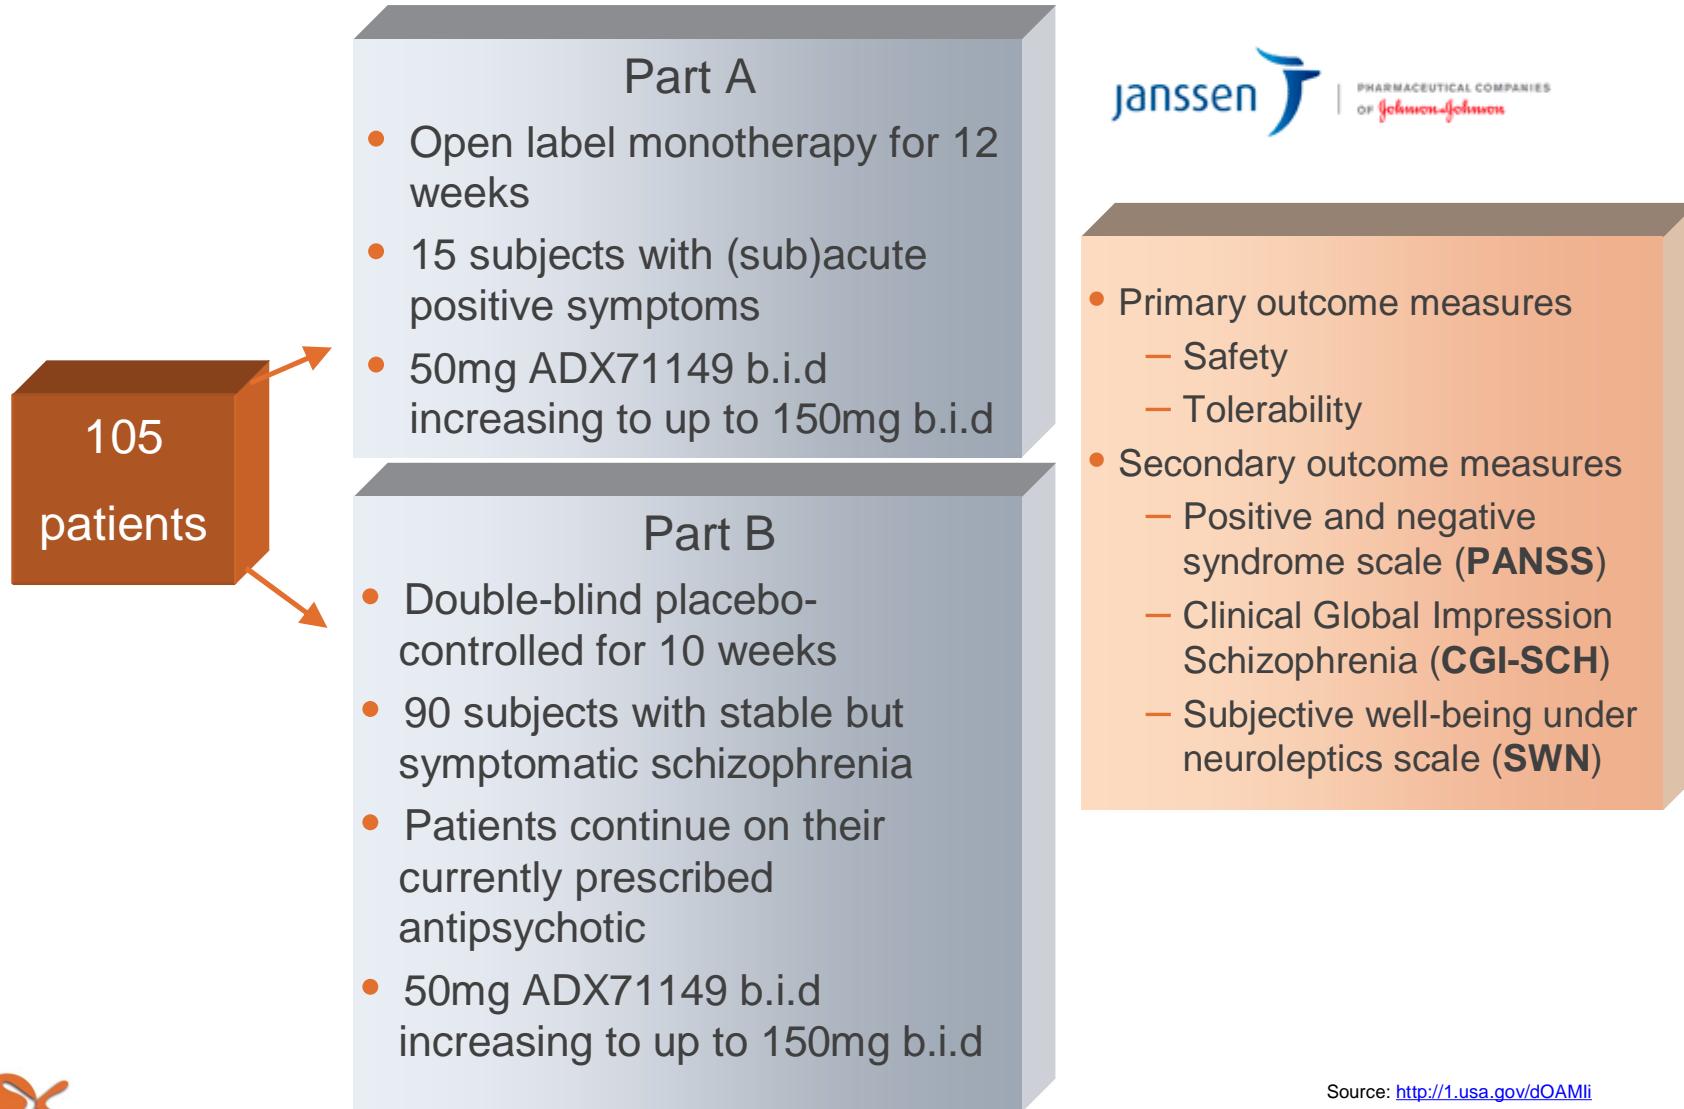 105
patients
Part A
• Open label monotherapy for 12
weeks
• 15 subjects with (sub)acute
positive symptoms
• 50mg ADX71149 b.i.d
increasing to up to 150mg b.i.d
Part B
• Double-blind placebo-
controlled for 10 weeks
• 90 subjects with stable but
symptomatic schizophrenia
• Patients continue on their
currently prescribed
antipsychotic
• 50mg ADX71149 b.i.d
increasing to up to 150mg b.i.d
janssen
PHARMACEUTICAL COMPANIES
OF Johnson & Johnson
• Primary outcome measures
– Safety
– Tolerability
• Secondary outcome measures
– Positive and negative
syndrome scale (PANSS)
– Clinical Global Impression
Schizophrenia (CGI-SCH)
– Subjective well-being under
neuroleptics scale (SWN)
Source: http://1.usa.gov/dOAMIi